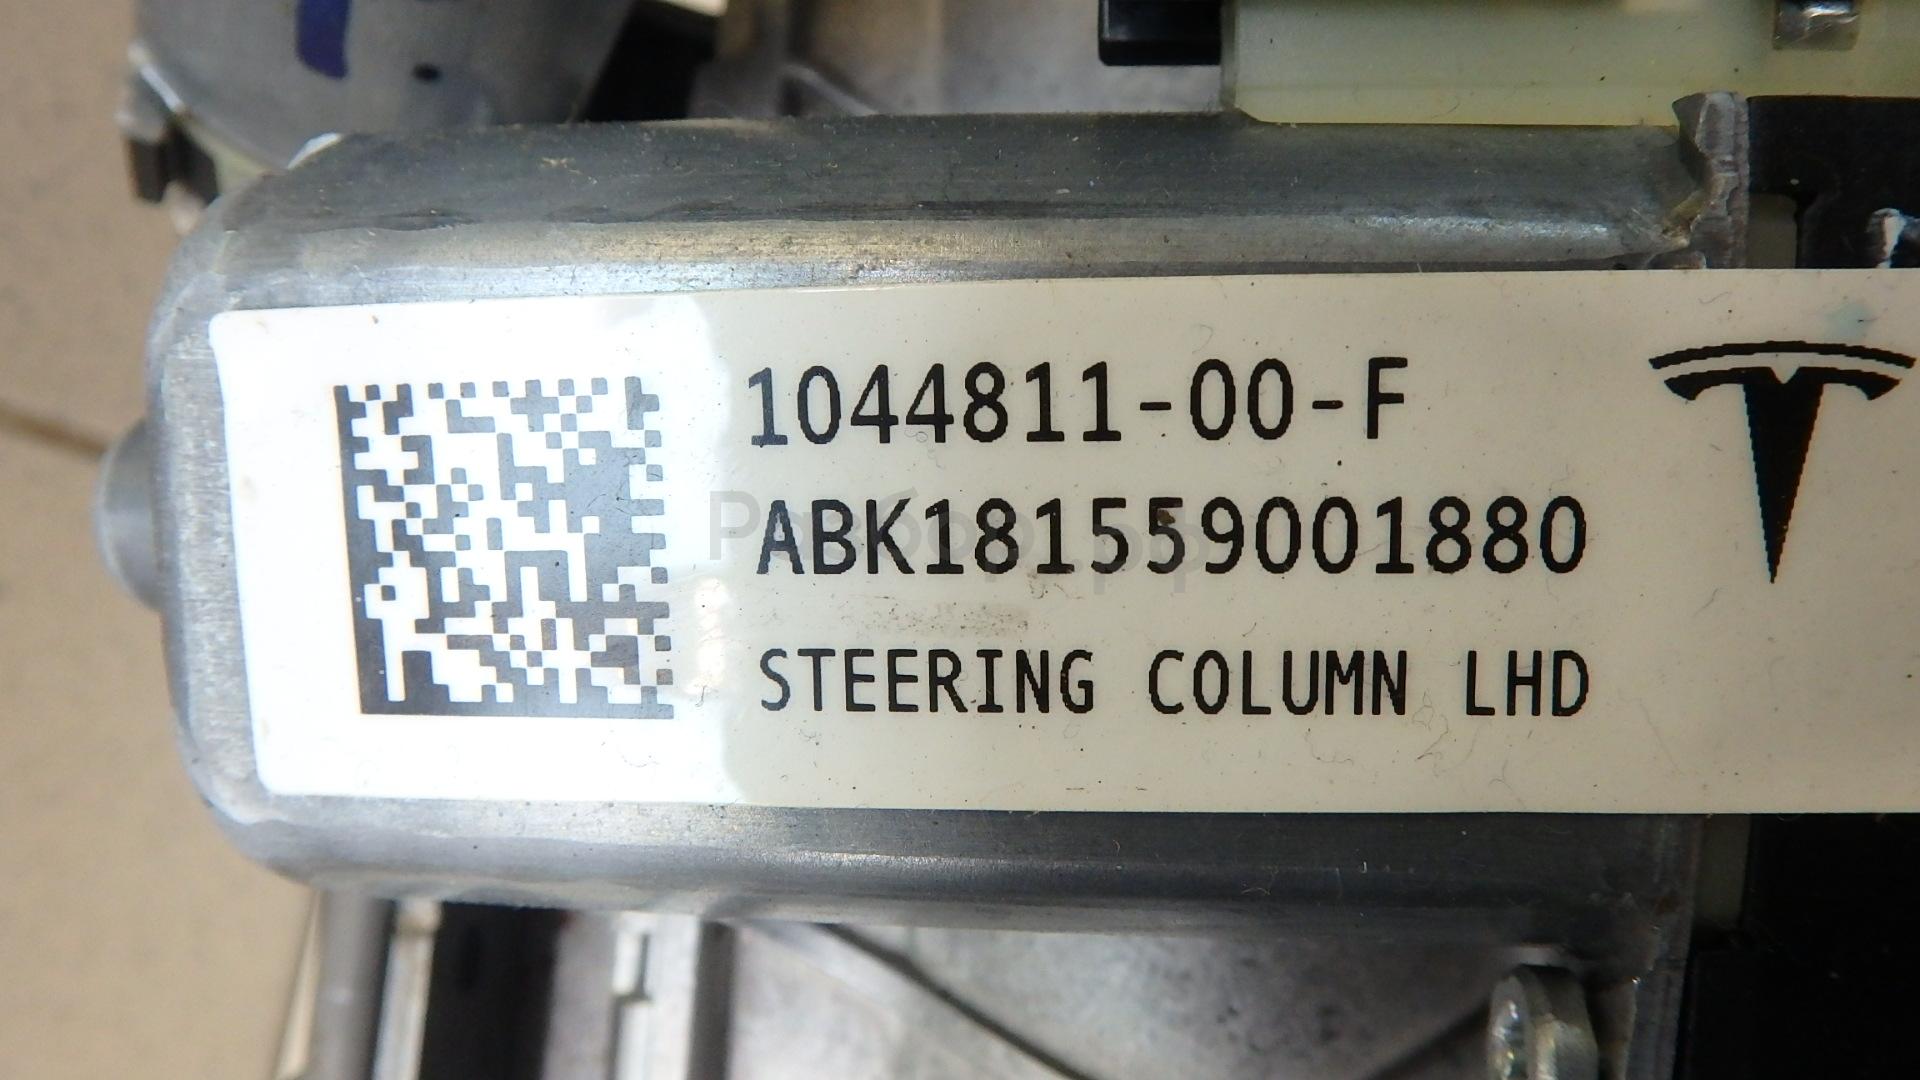 1044811-00-F
ABK181559001880
STEERING COLUMN LHD